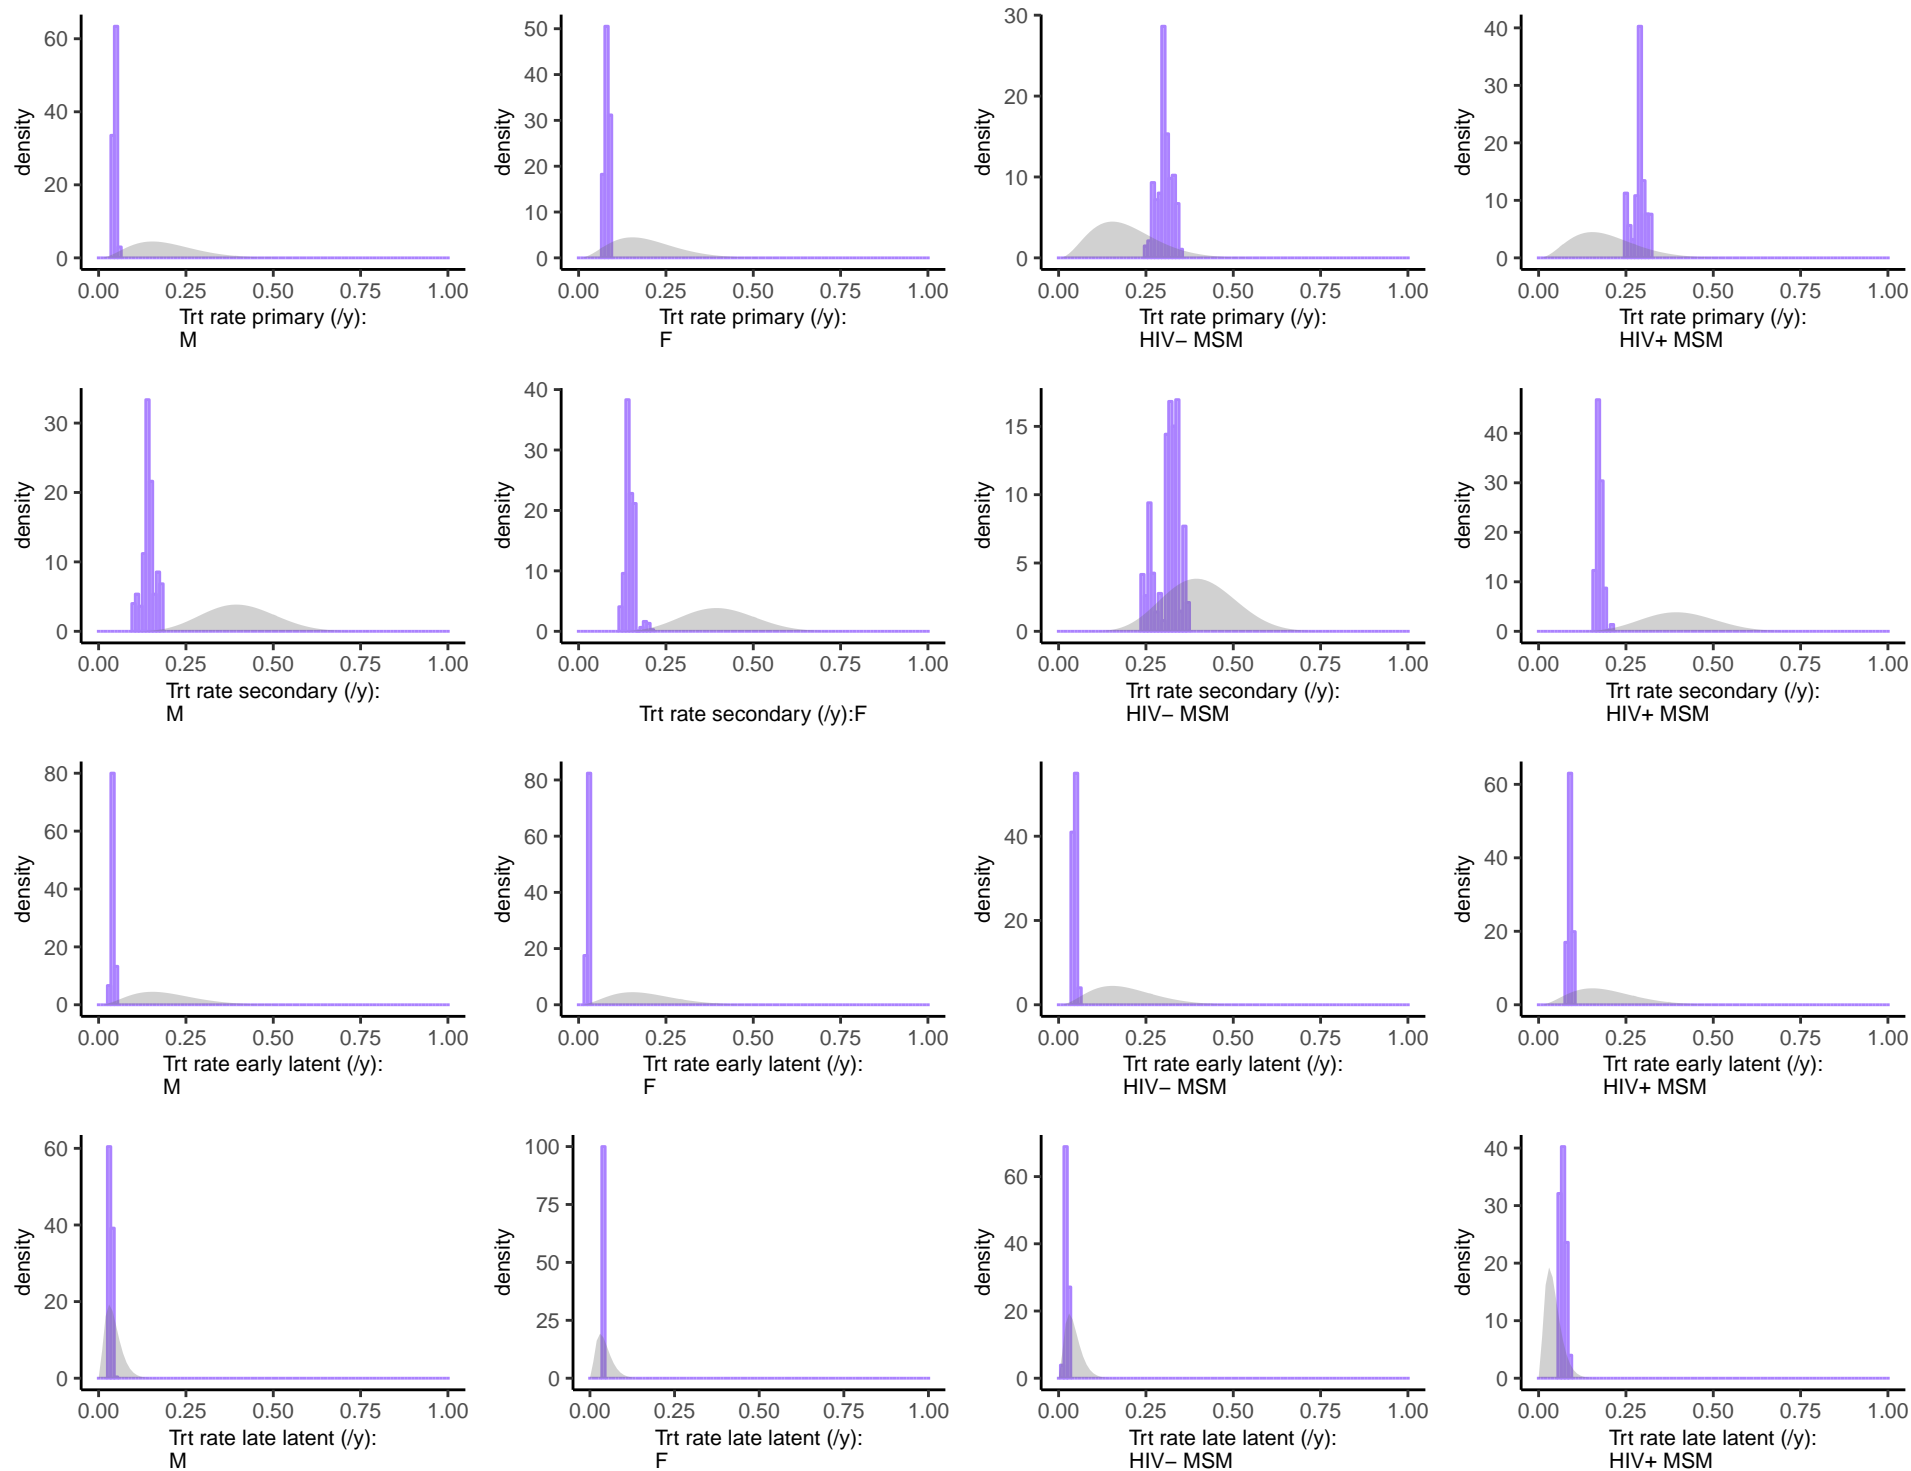 density
60
40
20
0
0.00 0.25 0.50 0.75 1.00
Trt rate primary (/y):
M
density
50
40
30
20
10
0
0.00 0.25 0.50 0.75 1.00
Trt rate primary (/y):
F
density
30
20
10
0
0.00 0.25 0.50 0.75 1.00
Trt rate primary (/y):
HIV− MSM
density
40
30
20
10
0
0.00 0.25 0.50 0.75 1.00
Trt rate primary (/y):
HIV+ MSM
density
30
20
10
0
0.00 0.25 0.50 0.75 1.00
Trt rate secondary (/y):
M
density
40
30
20
10
0
0.00 0.25 0.50 0.75 1.00
Trt rate secondary (/y):F
density
15
10
5
0
0.00 0.25 0.50 0.75 1.00
Trt rate secondary (/y):
HIV− MSM
density
40
30
20
10
0
0.00 0.25 0.50 0.75 1.00
Trt rate secondary (/y):
HIV+ MSM
density
80
60
40
20
0
0.00 0.25 0.50 0.75 1.00
Trt rate early latent (/y):
M
density
80
60
40
20
0
0.00 0.25 0.50 0.75 1.00
Trt rate early latent (/y):
F
density
40
20
0
0.00 0.25 0.50 0.75 1.00
Trt rate early latent (/y):
HIV− MSM
density
60
40
20
0
0.00 0.25 0.50 0.75 1.00
Trt rate early latent (/y):
HIV+ MSM
density
60
40
20
0
0.00 0.25 0.50 0.75 1.00
Trt rate late latent (/y):
M
density
100
75
50
25
0
0.00 0.25 0.50 0.75 1.00
Trt rate late latent (/y):
F
density
60
40
20
0
0.00 0.25 0.50 0.75 1.00
Trt rate late latent (/y):
HIV− MSM
density
40
30
20
10
0
0.00 0.25 0.50 0.75 1.00
Trt rate late latent (/y):
HIV+ MSM